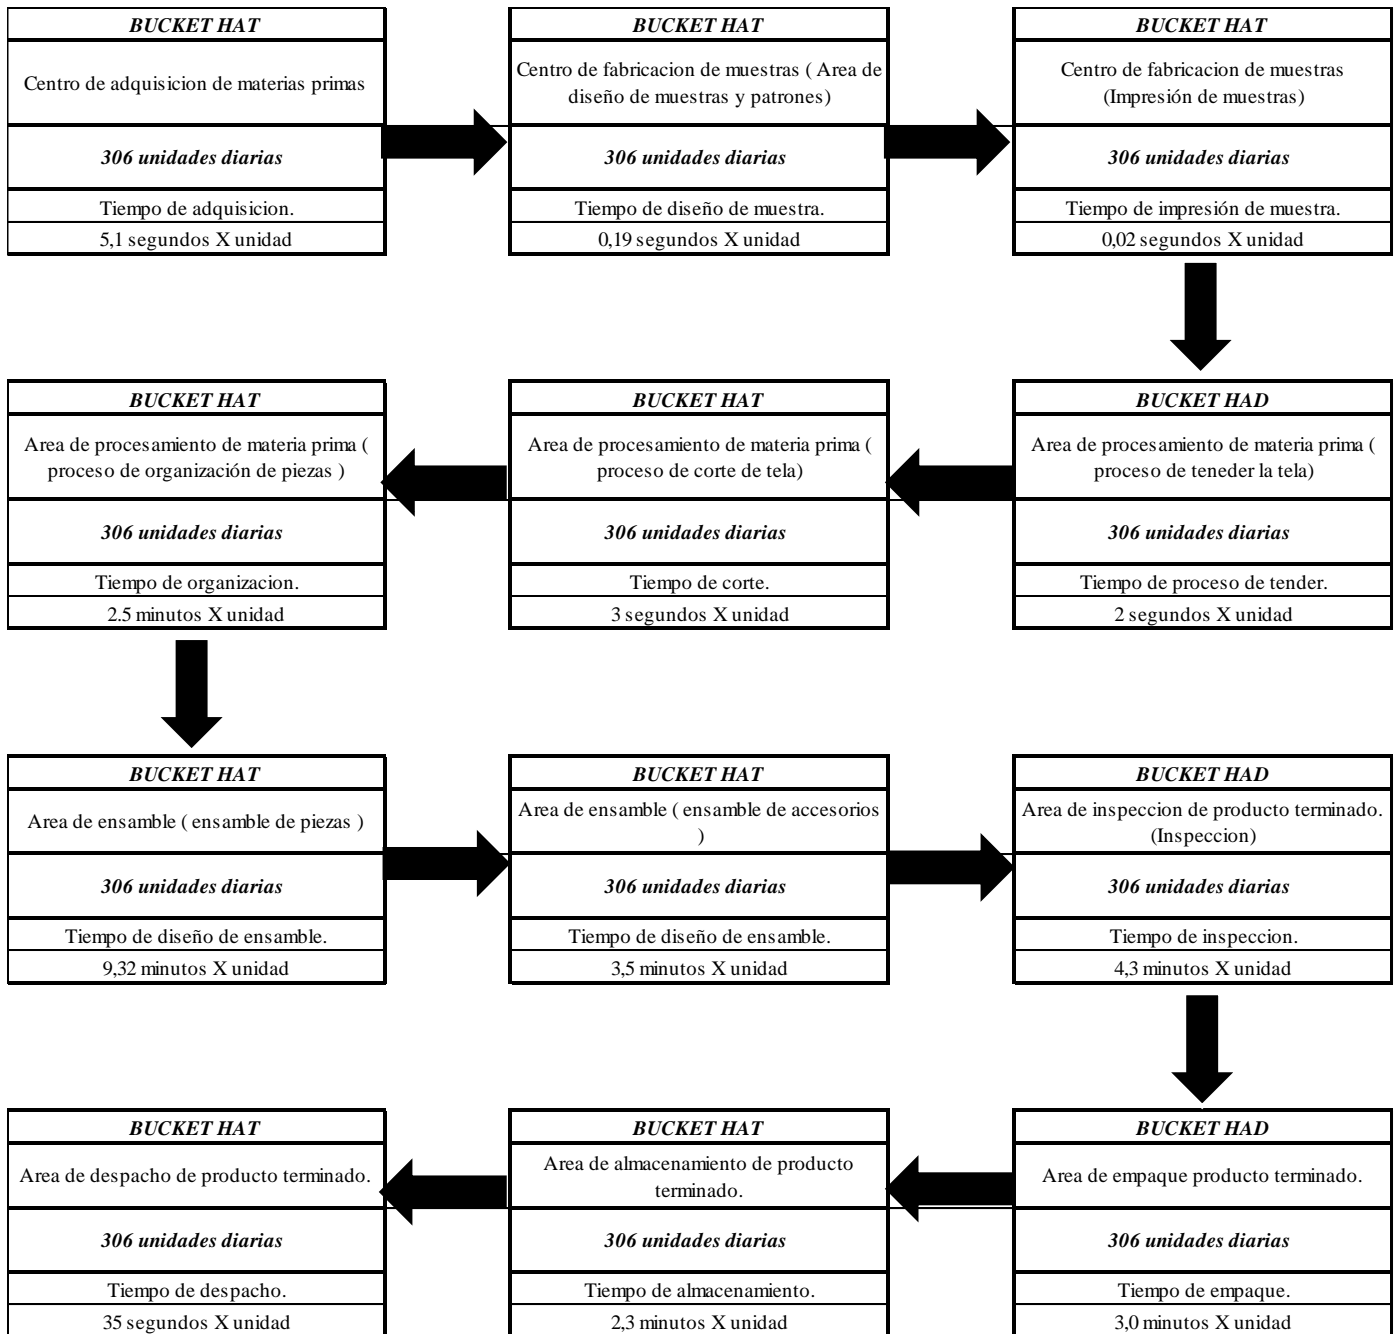 BUCKET HAT
Centro de adquisicion de materias primas
306 unidades diarias
Tiempo de adquisicion.
5,1 segundos X unidad
BUCKET HAT
Centro de fabricacion de muestras ( Area de
diseño de muestras y patrones)
306 unidades diarias
Tiempo de diseño de muestra.
0,19 segundos X unidad
BUCKET HAT
Centro de fabricacion de muestras
(Impresión de muestras)
306 unidades diarias
Tiempo de impresión de muestra.
0,02 segundos X unidad
BUCKET HAD
Area de procesamiento de materia prima (
proceso de teneder la tela)
306 unidades diarias
Tiempo de proceso de tender.
2 segundos X unidad
BUCKET HAT
Area de procesamiento de materia prima (
proceso de corte de tela)
306 unidades diarias
Tiempo de corte.
3 segundos X unidad
BUCKET HAT
Area de procesamiento de materia prima (
proceso de organización de piezas )
306 unidades diarias
Tiempo de organizacion.
2.5 minutos X unidad
BUCKET HAT
Area de ensamble ( ensamble de piezas )
306 unidades diarias
Tiempo de diseño de ensamble.
9,32 minutos X unidad
BUCKET HAT
Area de ensamble ( ensamble de accesorios
)
306 unidades diarias
Tiempo de diseño de ensamble.
3,5 minutos X unidad
BUCKET HAD
Area de inspeccion de producto terminado.
(Inspeccion)
306 unidades diarias
Tiempo de inspeccion.
4,3 minutos X unidad
BUCKET HAD
Area de empaque producto terminado.
306 unidades diarias
Tiempo de empaque.
3,0 minutos X unidad
BUCKET HAT
Area de almacenamiento de producto
terminado.
306 unidades diarias
Tiempo de almacenamiento.
2,3 minutos X unidad
BUCKET HAT
Area de despacho de producto terminado.
306 unidades diarias
Tiempo de despacho.
35 segundos X unidad